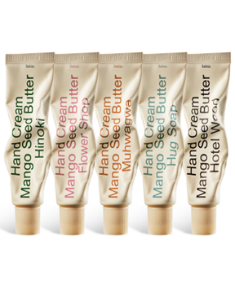 Hand Cream
Mango Seed Butter
Hinoki
Hand Cream
Mango Seed Butter
Flower Shop
Hand Cream
Mango Seed Butter
Muhwagwa
Hand Cream
Mango Seed Butter
Hug Soap
Hand Cream
Mango Seed Butter
Hotel Wood